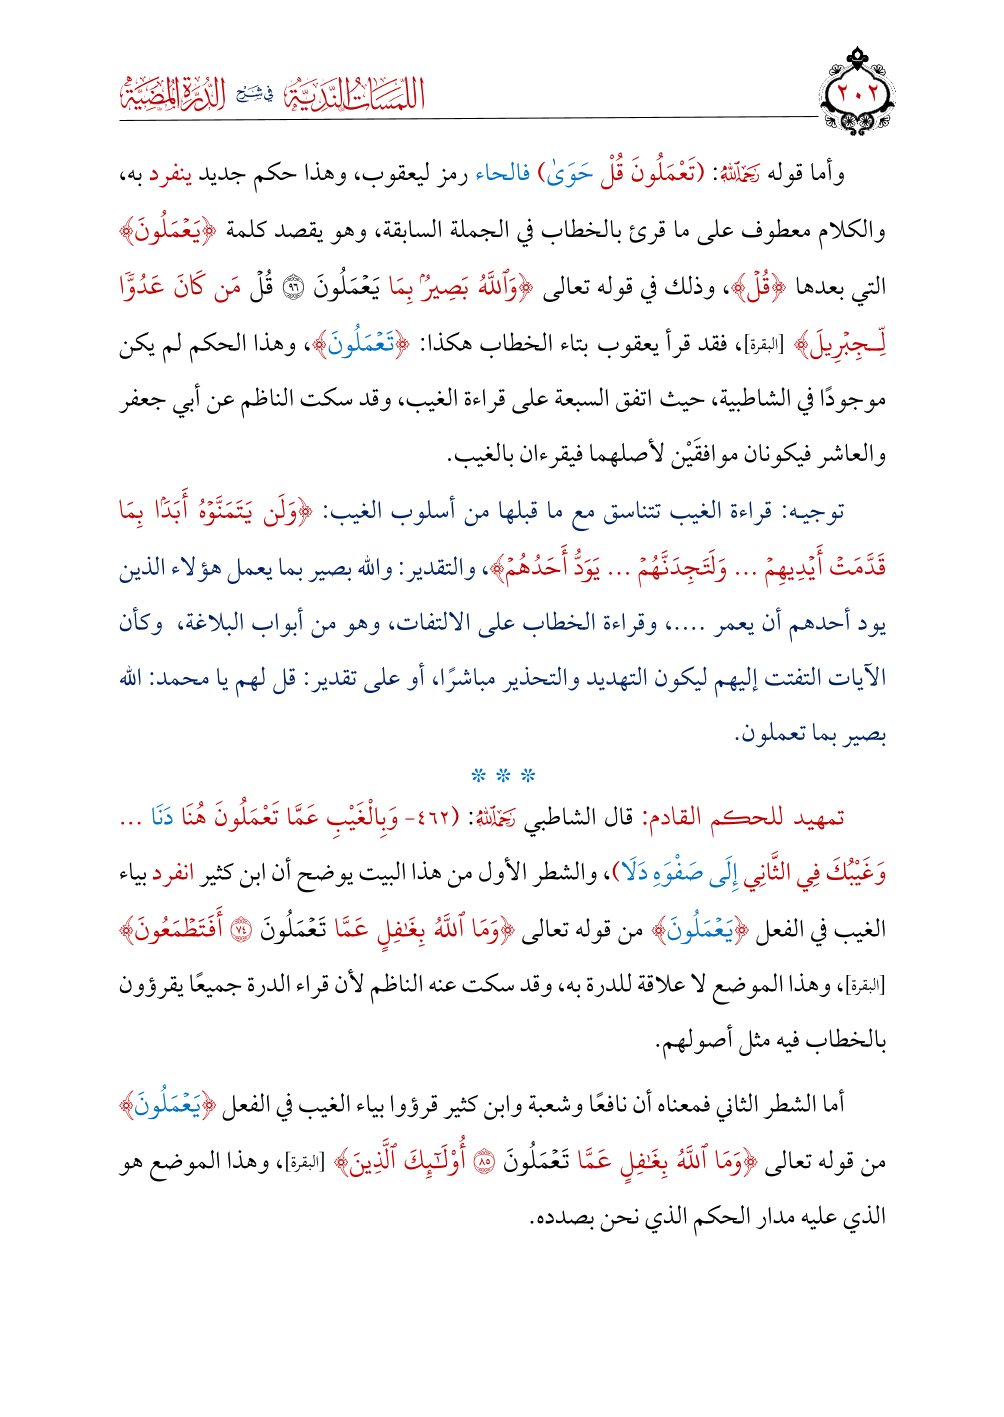 ٢٠٢
اللمسات الندية في شرح الدرة المضية
وأما قوله رَحِمَهُ ٱللَّهُ: (تَعْمَلُونَ قُلْ حَوَىٰ) فالحاء رمز ليعقوب، وهذا حكم جديد ينفرد به،
والكلام معطوف على ما قرئ بالخطاب في الجملة السابقة، وهو يقصد كلمة ﴿يَعۡمَلُونَ﴾
التي بعدها ﴿قُلۡ﴾، وذلك في قوله تعالى ﴿وَٱللَّهُ بَصِيرُۢ بِمَا يَعۡمَلُونَ ٩٦ قُلۡ مَن كَانَ عَدُوّٗا
لِّـجِبۡرِيلَ﴾ [البقرة]، فقد قرأ يعقوب بتاء الخطاب هكذا: ﴿تَعۡمَلُونَ﴾، وهذا الحكم لم يكن
موجودًا في الشاطبية، حيث اتفق السبعة على قراءة الغيب، وقد سكت الناظم عن أبي جعفر
والعاشر فيكونان موافقَيْن لأصلهما فيقرءان بالغيب.
توجيه: قراءة الغيب تتناسق مع ما قبلها من أسلوب الغيب: ﴿وَلَن يَتَمَنَّوۡهُ أَبَدَۢا بِمَا
قَدَّمَتۡ أَيۡدِيهِمۡ ... وَلَتَجِدَنَّهُمۡ ... يَوَدُّ أَحَدُهُمۡ﴾، والتقدير: والله بصير بما يعمل هؤلاء الذين
يود أحدهم أن يعمر ....، وقراءة الخطاب على الالتفات، وهو من أبواب البلاغة، وكأن
الآيات التفتت إليهم ليكون التهديد والتحذير مباشرًا، أو على تقدير: قل لهم يا محمد: الله
بصير بما تعملون.
* * *
تمهيد للحكم القادم: قال الشاطبي رَحِمَهُ ٱللَّهُ: (٤٦٢- وَبِالْغَيْبِ عَمَّا تَعْمَلُونَ هُنَا دَنَا ...
وَغَيْبُكَ فِي الثَّانِي إِلَى صَفْوَهِ دَلَا)، والشطر الأول من هذا البيت يوضح أن ابن كثير انفرد بياء
الغيب في الفعل ﴿يَعۡمَلُونَ﴾ من قوله تعالى ﴿وَمَا ٱللَّهُ بِغَٰفِلٍ عَمَّا تَعۡمَلُونَ ٧٤ أَفَتَطۡمَعُونَ﴾
[البقرة]، وهذا الموضع لا علاقة للدرة به، وقد سكت عنه الناظم لأن قراء الدرة جميعًا يقرؤون
بالخطاب فيه مثل أصولهم.
أما الشطر الثاني فمعناه أن نافعًا وشعبة وابن كثير قرؤوا بياء الغيب في الفعل ﴿يَعۡمَلُونَ﴾
من قوله تعالى ﴿وَمَا ٱللَّهُ بِغَٰفِلٍ عَمَّا تَعۡمَلُونَ ٨٥ أُوْلَٰٓئِكَ ٱلَّذِينَ﴾ [البقرة]، وهذا الموضع هو
الذي عليه مدار الحكم الذي نحن بصدده.